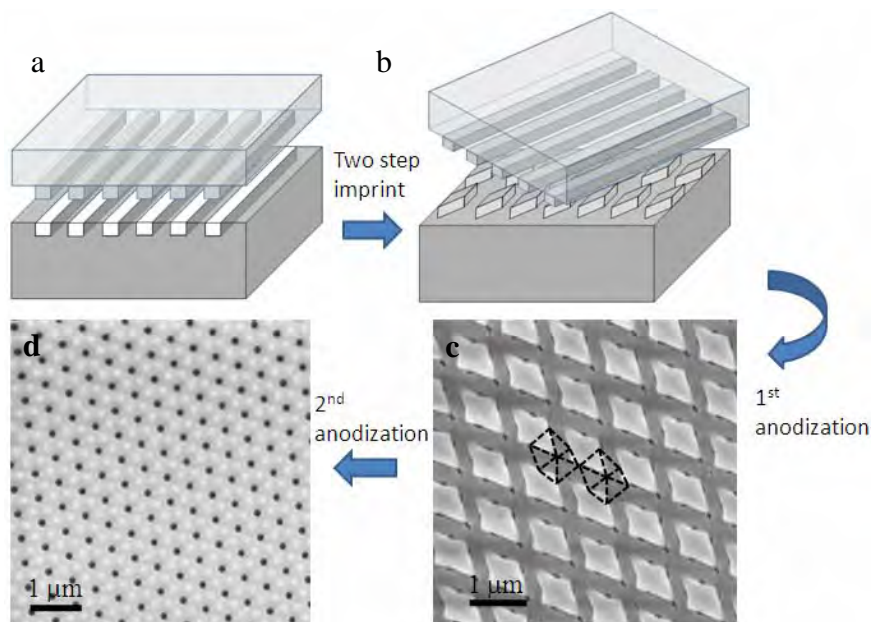 a
b
Two step
imprint
d
c
2nd
anodization
1st
anodization
1 μm
1 μm